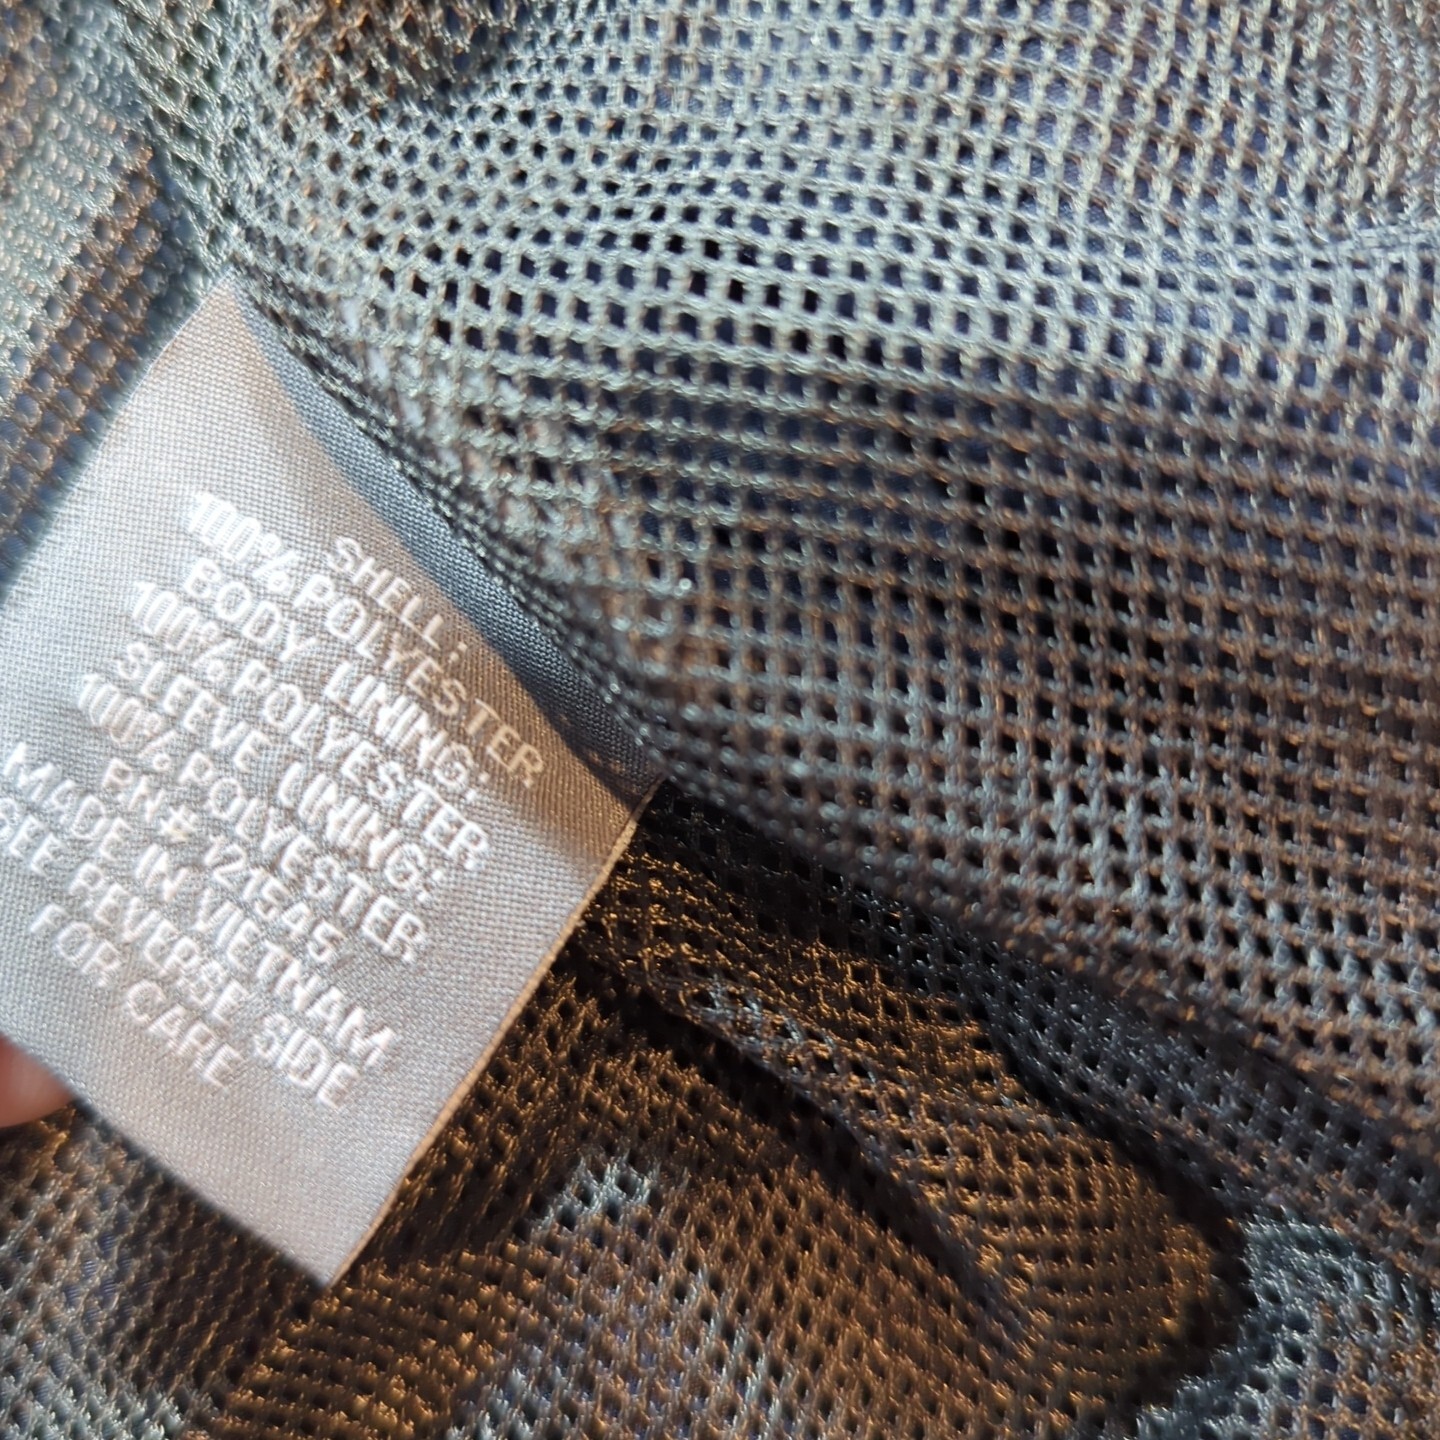 SHELL:
100% POLYESTER
BODY LINING:
100% POLYESTER
SLEEVE LINING:
100% POLYESTER
RN# 121545
MADE IN VIETNAM
SEE REVERSE SIDE
FOR CARE